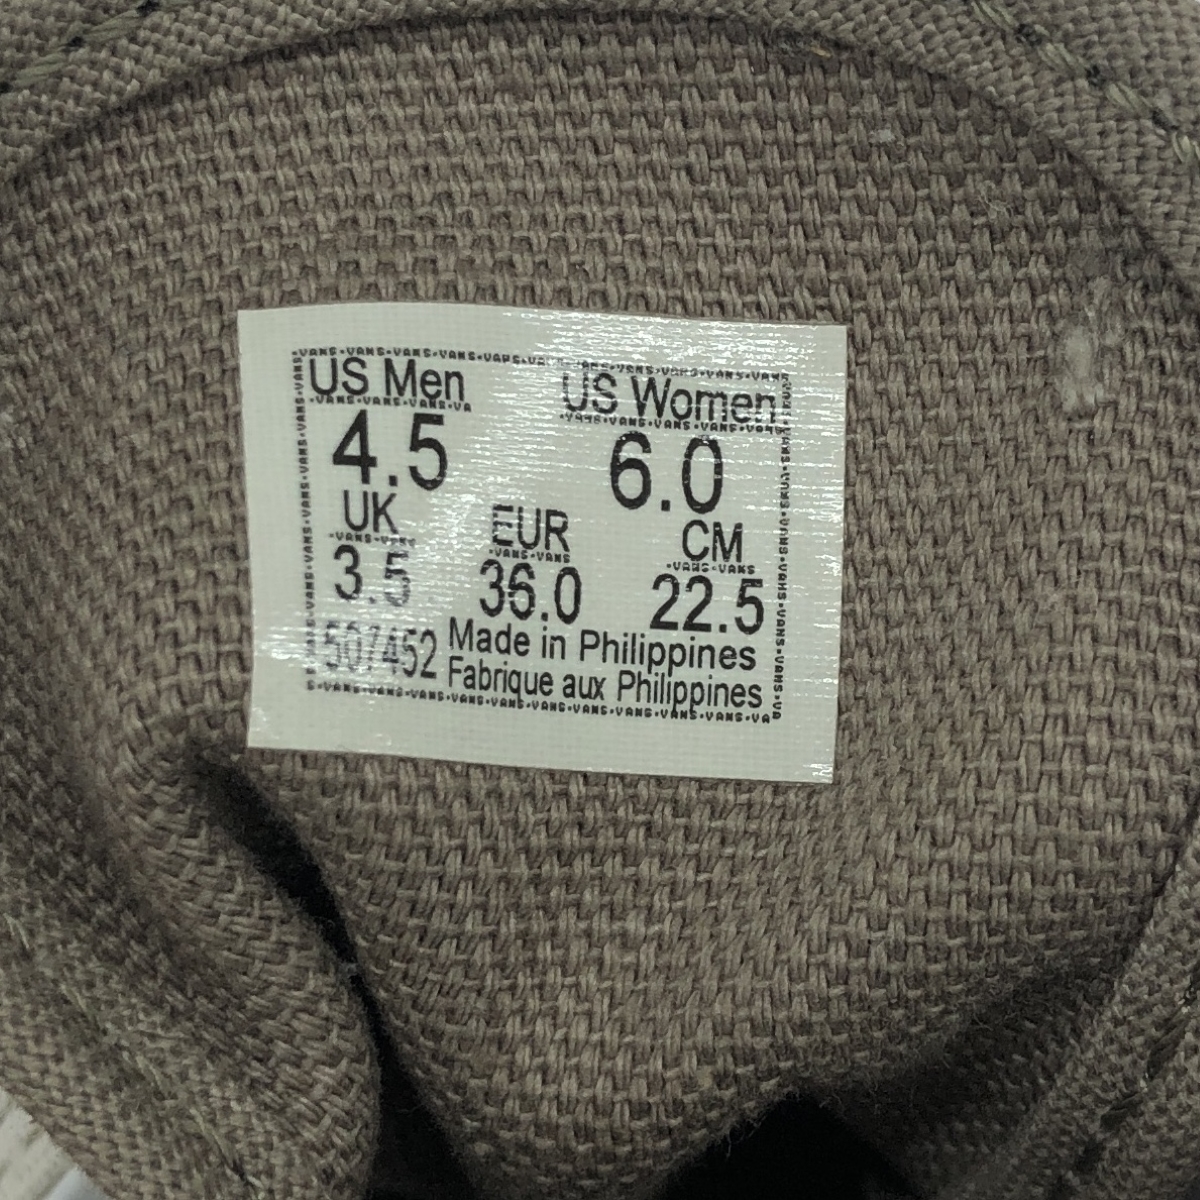 US Men US Women
4.5 6.0
UK EUR CM
3.5 36.0 22.5
507452 Made in Philippines
Fabrique aux Philippines